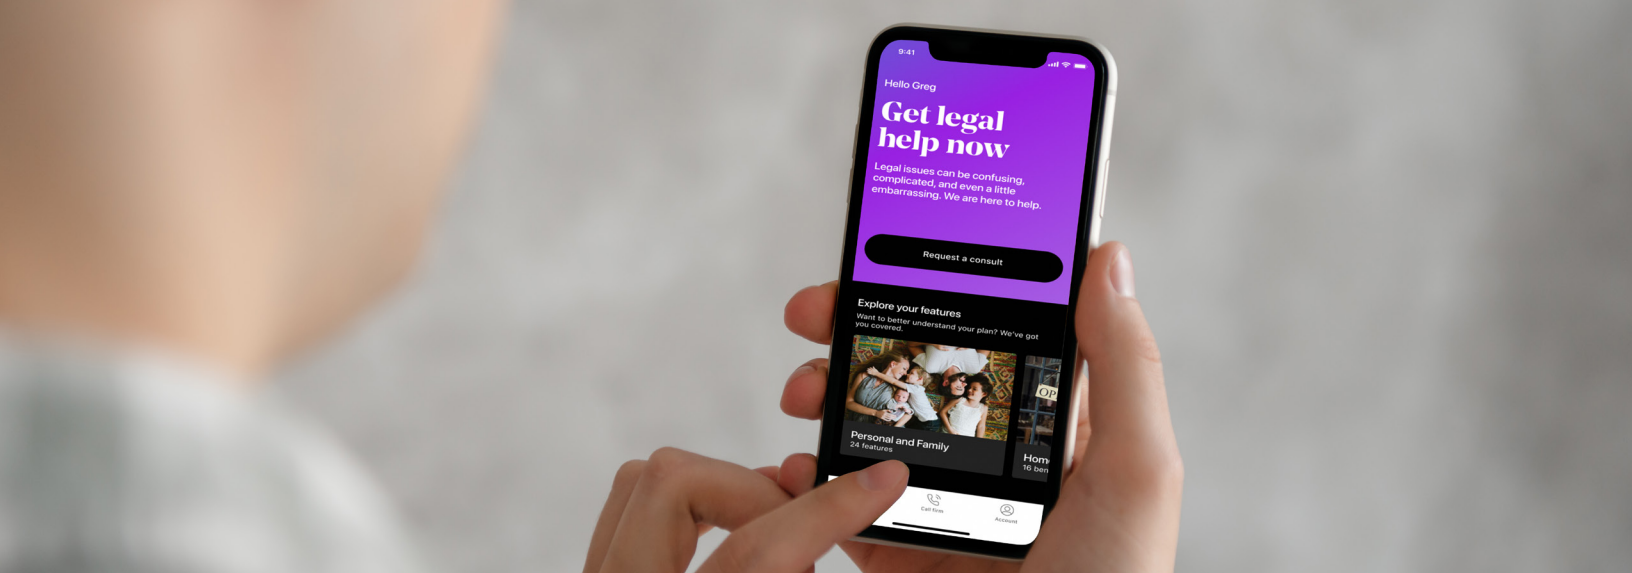 9:41
Hello Greg
Get legal
help now
Legal issues can be confusing,
complicated, and even a little
embarrassing. We are here to help.
Request a consult
Explore your features
Want to better understand your plan? We've got
you covered.
OP
Personal and Family
24 features
Hom
16 ben
Call firm
Account